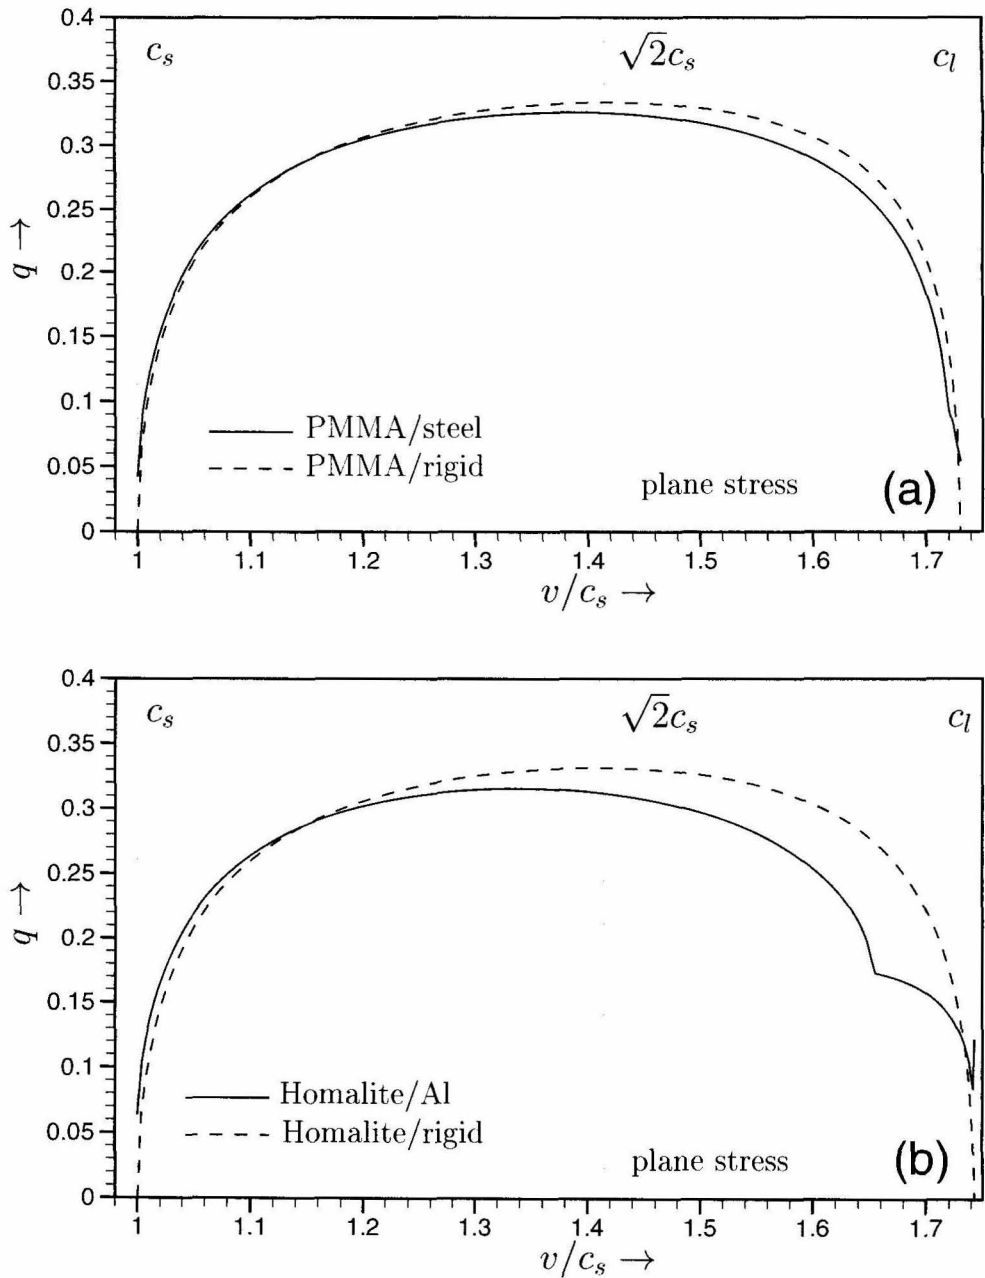 0.4
c_s √2c_s c_l
0.35
0.3
0.25
q →
0.2
0.15
0.1
PMMA/steel
PMMA/rigid
0.05
plane stress (a)
0
1 1.1 1.2 1.3 1.4 1.5 1.6 1.7
v/c_s →
0.4
c_s √2c_s c_l
0.35
0.3
0.25
q →
0.2
0.15
0.1
Homalite/Al
Homalite/rigid
0.05
plane stress (b)
0
1 1.1 1.2 1.3 1.4 1.5 1.6 1.7
v/c_s →